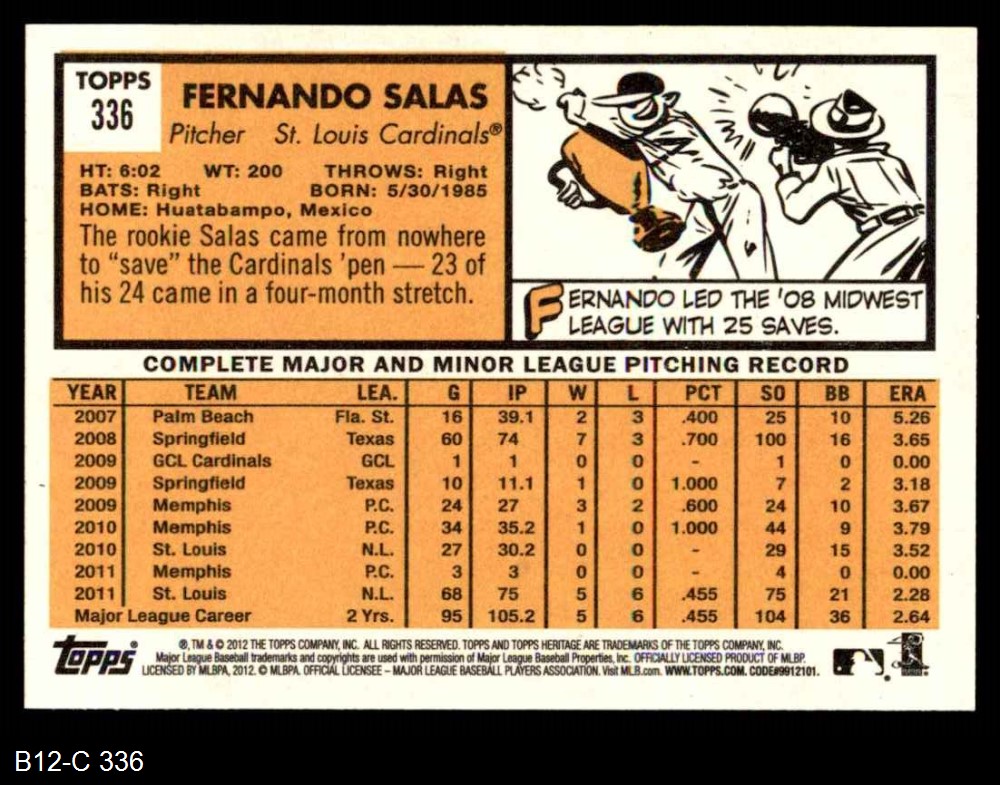 TOPPS
336
FERNANDO SALAS
Pitcher St. Louis Cardinals®
HT: 6:02 WT: 200 THROWS: Right
BATS: Right BORN: 5/30/1985
HOME: Huatabampo, Mexico
The rookie Salas came from nowhere
to “save” the Cardinals ’pen — 23 of
his 24 came in a four-month stretch.
FERNANDO LED THE '08 MIDWEST
LEAGUE WITH 25 SAVES.
COMPLETE MAJOR AND MINOR LEAGUE PITCHING RECORD
YEAR TEAM LEA. G IP W L PCT SO BB ERA
2007 Palm Beach Fla. St. 16 39.1 2 3 .400 25 10 5.26
2008 Springfield Texas 60 74 7 3 .700 100 16 3.65
2009 GCL Cardinals GCL 1 1 0 0 - 1 0 0.00
2009 Springfield Texas 10 11.1 1 0 1.000 7 2 3.18
2009 Memphis P.C. 24 27 3 2 .600 24 10 3.67
2010 Memphis P.C. 34 35.2 1 0 1.000 44 9 3.79
2010 St. Louis N.L. 27 30.2 0 0 - 29 15 3.52
2011 Memphis P.C. 3 3 0 0 - 4 0 0.00
2011 St. Louis N.L. 68 75 5 6 .455 75 21 2.28
Major League Career 2 Yrs. 95 105.2 5 6 .455 104 36 2.64
topps®
®, TM & © 2012 THE TOPPS COMPANY, INC. ALL RIGHTS RESERVED. TOPPS AND TOPPS HERITAGE ARE TRADEMARKS OF THE TOPPS COMPANY, INC.
Major League Baseball trademarks and copyrights are used with permission of Major League Baseball Properties, Inc. OFFICIALLY LICENSED PRODUCT OF MLBP.
LICENSED BY MLBPA, 2012. © MLBPA. OFFICIAL LICENSEE – MAJOR LEAGUE BASEBALL PLAYERS ASSOCIATION. Visit MLB.com. WWW.TOPPS.COM. CODE#9912101.
B12-C 336